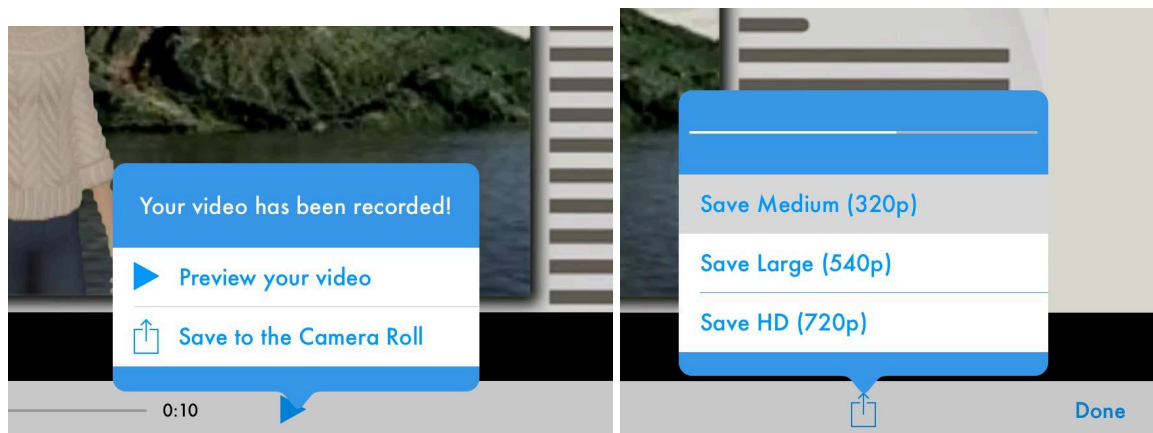 Your video has been recorded!
Preview your video
Save to the Camera Roll
0:10
Save Medium (320p)
Save Large (540p)
Save HD (720p)
Done